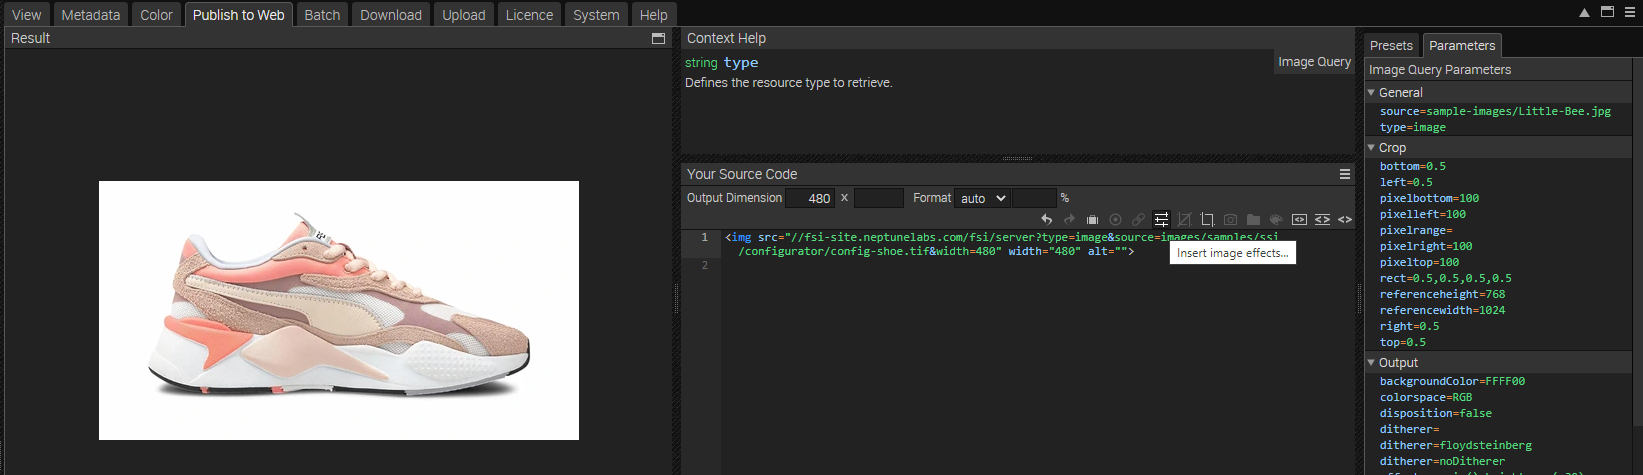 View Metadata Color Publish to Web Batch Download Upload Licence System Help
Result
Context Help
string type
Image Query
Defines the resource type to retrieve.
Your Source Code
Output Dimension 480 x Format auto %
1 <img src="//fsi-site.neptunelabs.com/fsi/server?type=image&source=images/samples/ssi
/configurator/config-shoe.tif&width=480" width="480" alt="">
2
Insert image effects...
Presets Parameters
Image Query Parameters
General
source=sample-images/Little-Bee.jpg
type=image
Crop
bottom=0.5
left=0.5
pixelbottom=100
pixelleft=100
pixelrange=
pixelright=100
pixeltop=100
rect=0.5,0.5,0.5,0.5
referenceheight=768
referencewidth=1024
right=0.5
top=0.5
Output
backgroundColor=FFFF00
colorspace=RGB
disposition=false
ditherer=
ditherer=floydsteinberg
ditherer=noDitherer